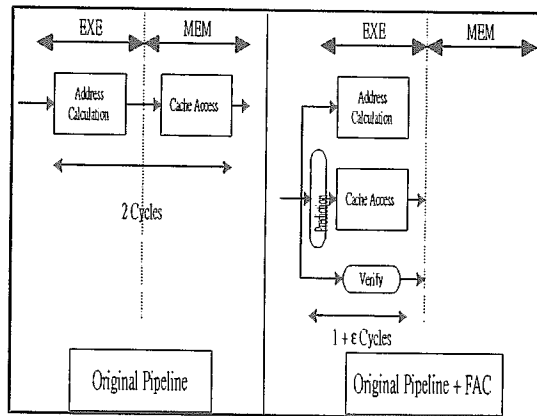 EXE
MEM
Address
Calculation
Cache Access
2 Cycles
Original Pipeline
EXE
MEM
Address
Calculation
Prediction
Cache Access
Verify
1 + ε Cycles
Original Pipeline + FAC